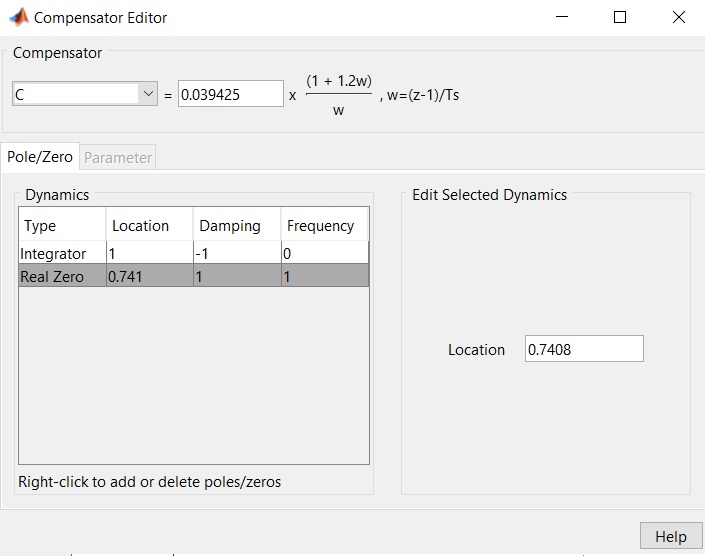 Compensator Editor
Compensator
C = 0.039425 x (1 + 1.2w)
w
, w=(z-1)/Ts
Pole/Zero Parameter
Dynamics
Type Location Damping Frequency
Integrator 1 -1 0
Real Zero 0.741 1 1
Right-click to add or delete poles/zeros
Edit Selected Dynamics
Location 0.7408
Help